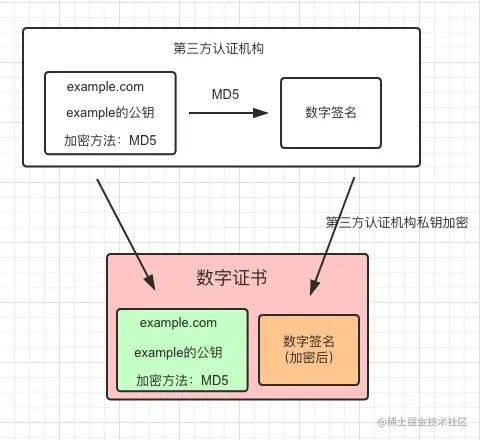 第三方认证机构
example.com
example的公钥
加密方法：MD5
MD5
数字签名
第三方认证机构私钥加密
数字证书
example.com
example的公钥
加密方法：MD5
数字签名
（加密后）
@稀土掘金技术社区